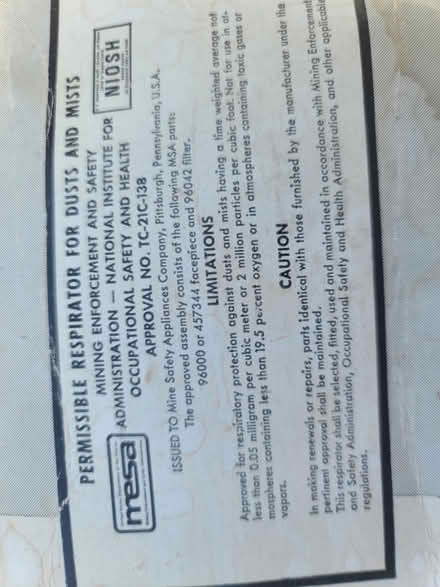 PERMISSIBLE RESPIRATOR FOR DUSTS AND MISTS
MINING ENFORCEMENT AND SAFETY
ADMINISTRATION — NATIONAL INSTITUTE FOR
OCCUPATIONAL SAFETY AND HEALTH
APPROVAL NO. TC-21C-138
mesa
NIOSH
ISSUED TO Mine Safety Appliances Company, Pittsburgh, Pennsylvania, U.S.A.
The approved assembly consists of the following MSA parts:
96000 or 457344 facepiece and 96042 filter.
LIMITATIONS
Approved for respiratory protection against dusts and mists having a time weighted average not
less than 0.05 milligram per cubic meter or 2 million particles per cubic foot. Not for use in at-
mospheres containing less than 19.5 percent oxygen or in atmospheres containing toxic gases or
vapors.
CAUTION
In making renewals or repairs, parts identical with those furnished by the manufacturer under the
pertinent approval shall be maintained.
This respirator shall be selected, fitted, used and maintained in accordance with Mining Enforcement
and Safety Administration, Occupational Safety and Health Administration, and other applicable
regulations.